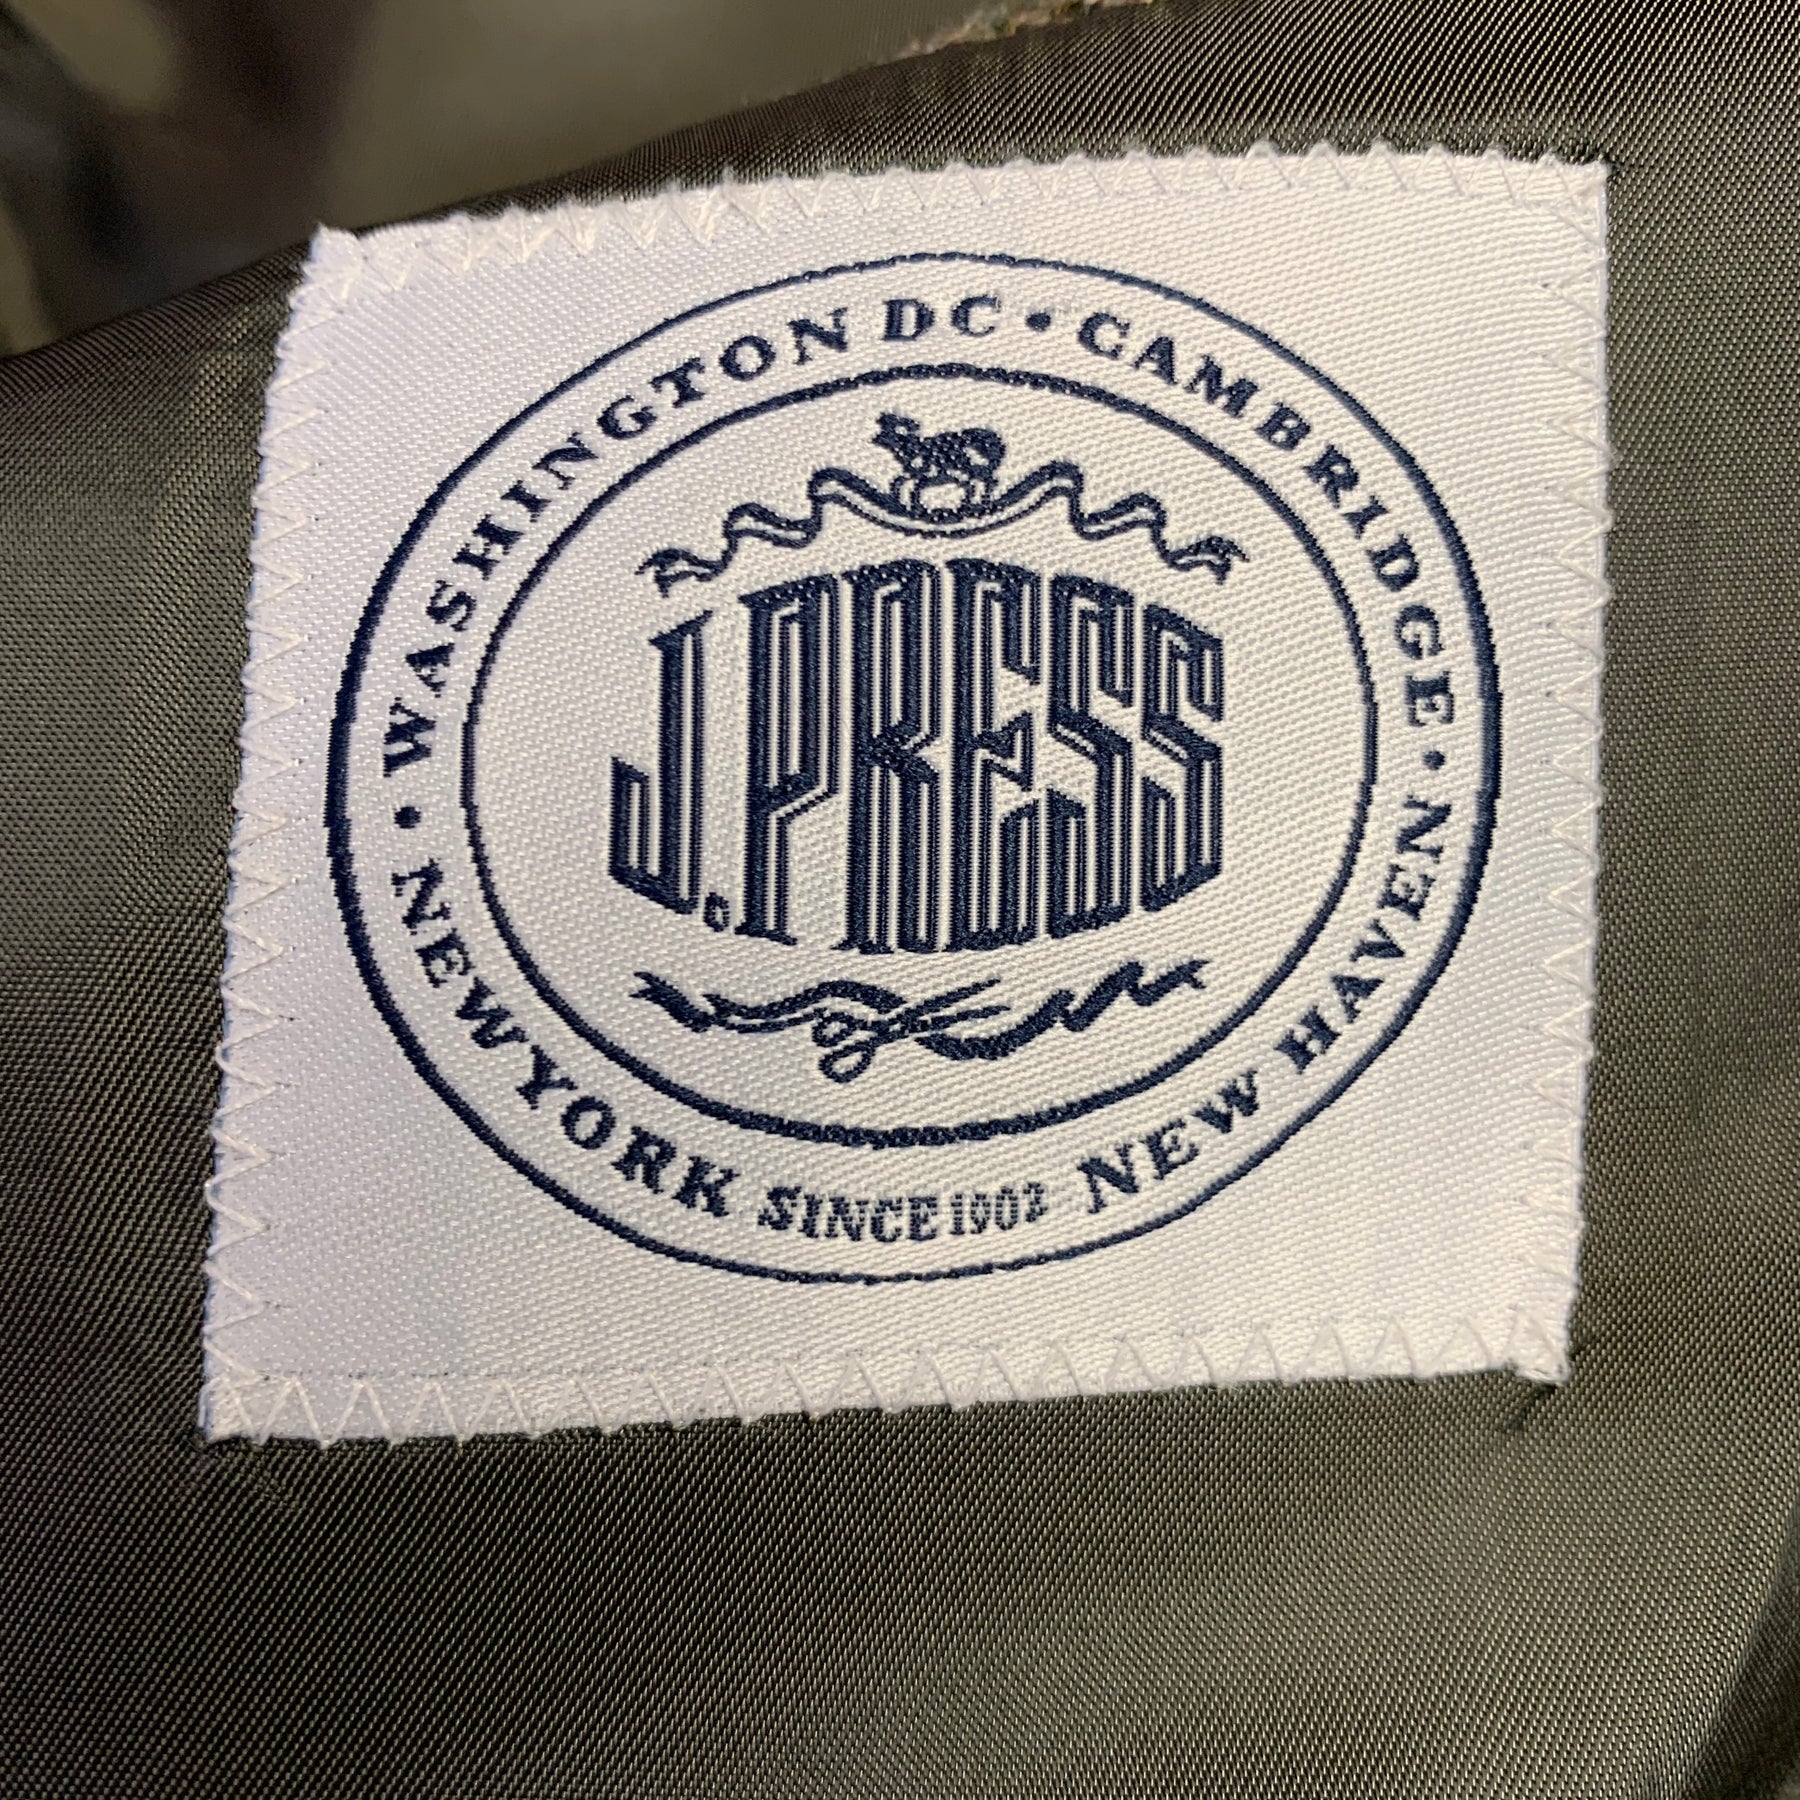 • WASHINGTON DC • CAMBRIDGE •
J. PRESS
NEW YORK SINCE 1902 NEW HAVEN